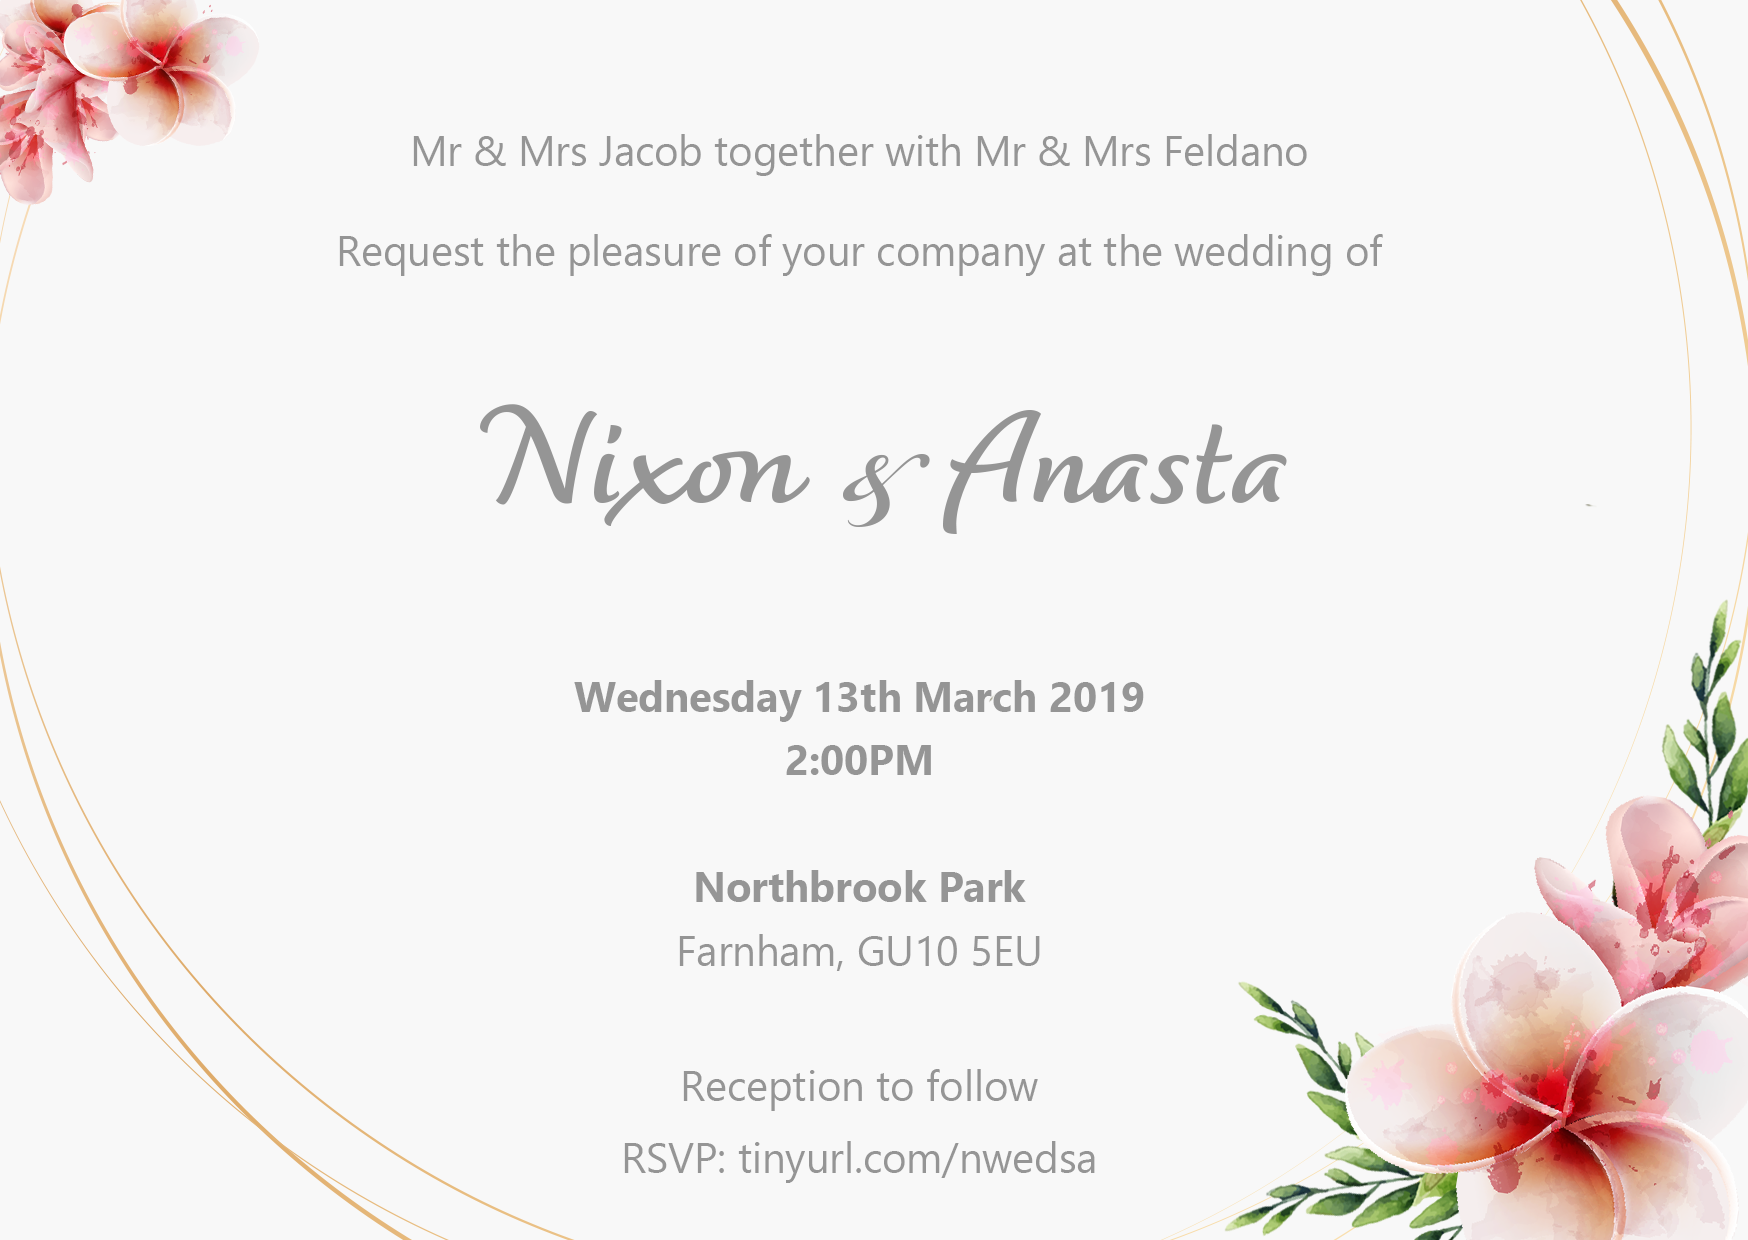 Mr & Mrs Jacob together with Mr & Mrs Feldano
Request the pleasure of your company at the wedding of
Nixon & Anasta
Wednesday 13th March 2019
2:00PM
Northbrook Park
Farnham, GU10 5EU
Reception to follow
RSVP: tinyurl.com/nwedsa